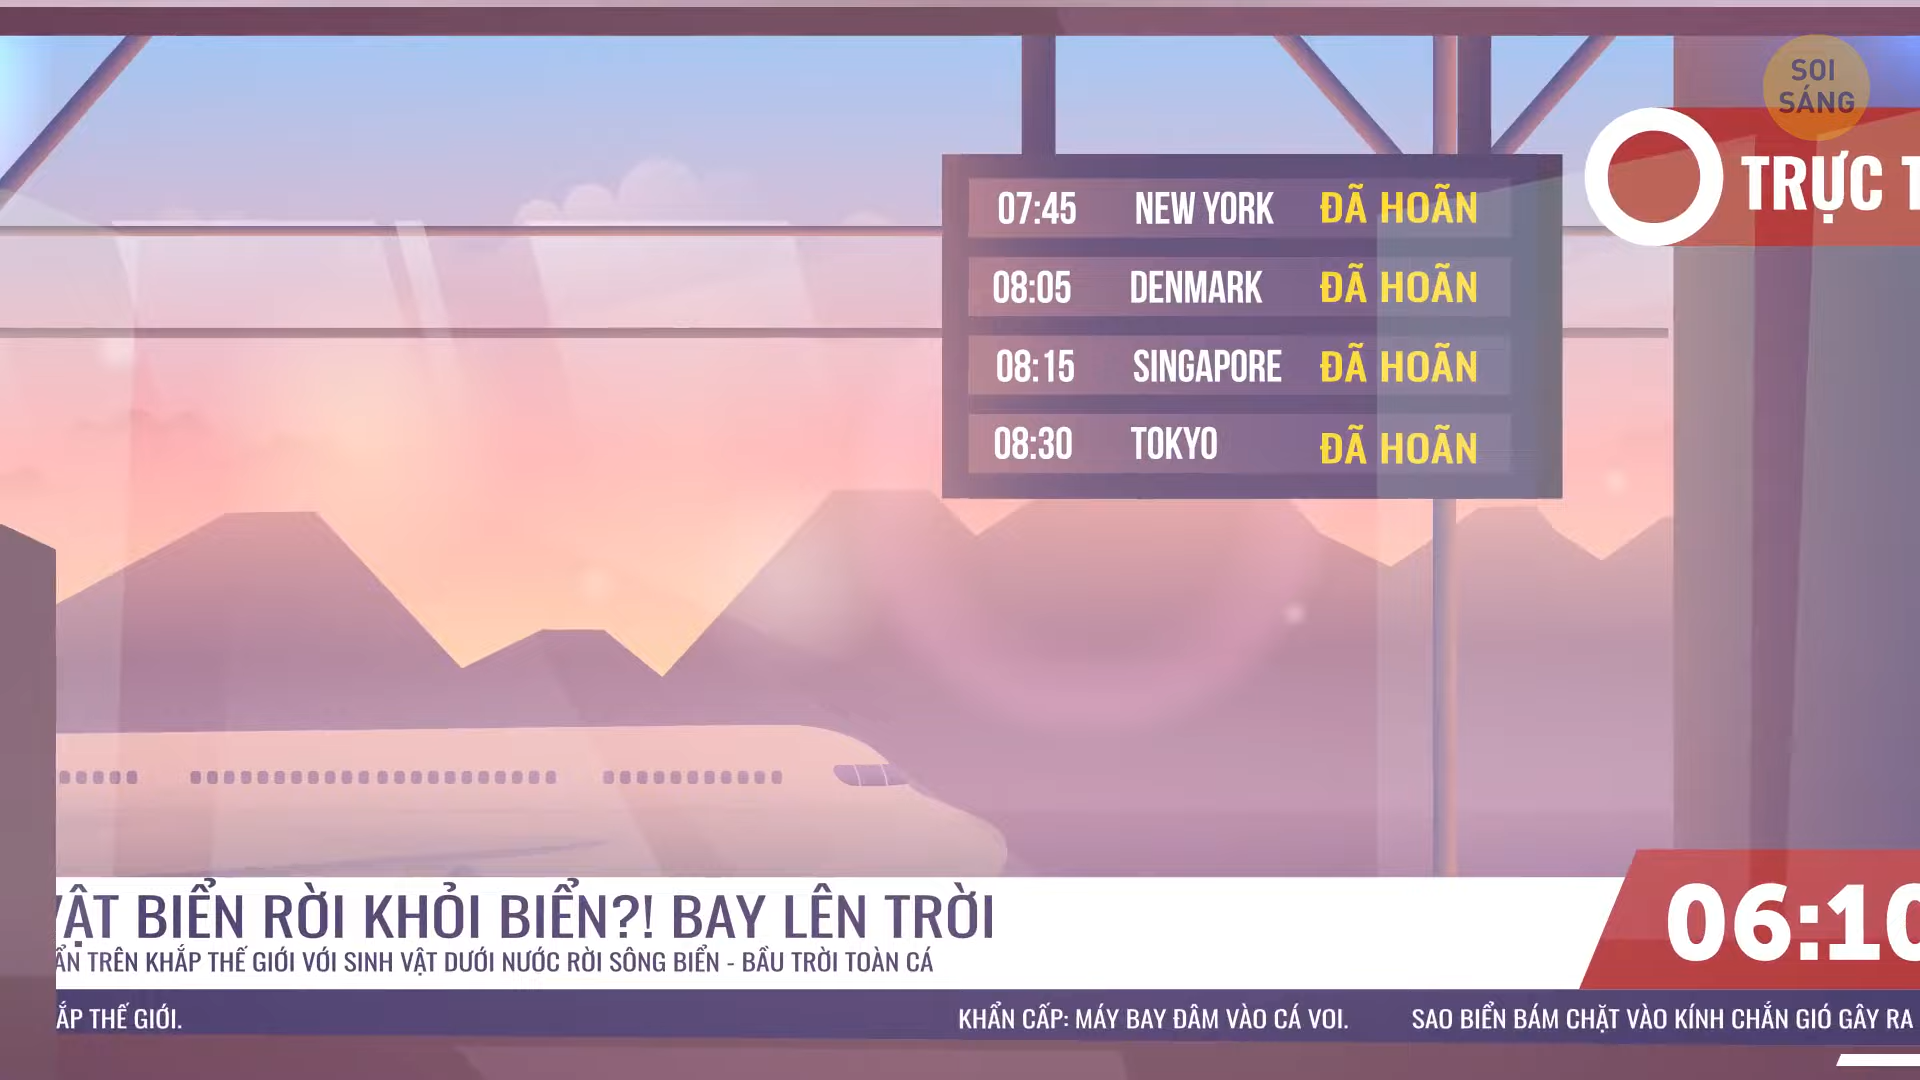 SOI
SÁNG
TRỰC
07:45 NEW YORK ĐÃ HOÃN
08:05 DENMARK ĐÃ HOÃN
08:15 SINGAPORE ĐÃ HOÃN
08:30 TOKYO ĐÃ HOÃN
VẬT BIỂN RỜI KHỎI BIỂN?! BAY LÊN TRỜI
TRÊN KHẮP THẾ GIỚI VỚI SINH VẬT DƯỚI NƯỚC RỜI SÔNG BIỂN - BẦU TRỜI TOÀN CÁ
06:10
ẮP THẾ GIỚI. KHẨN CẤP: MÁY BAY ĐÂM VÀO CÁ VOI. SAO BIỂN BÁM CHẶT VÀO KÍNH CHẮN GIÓ GÂY RA